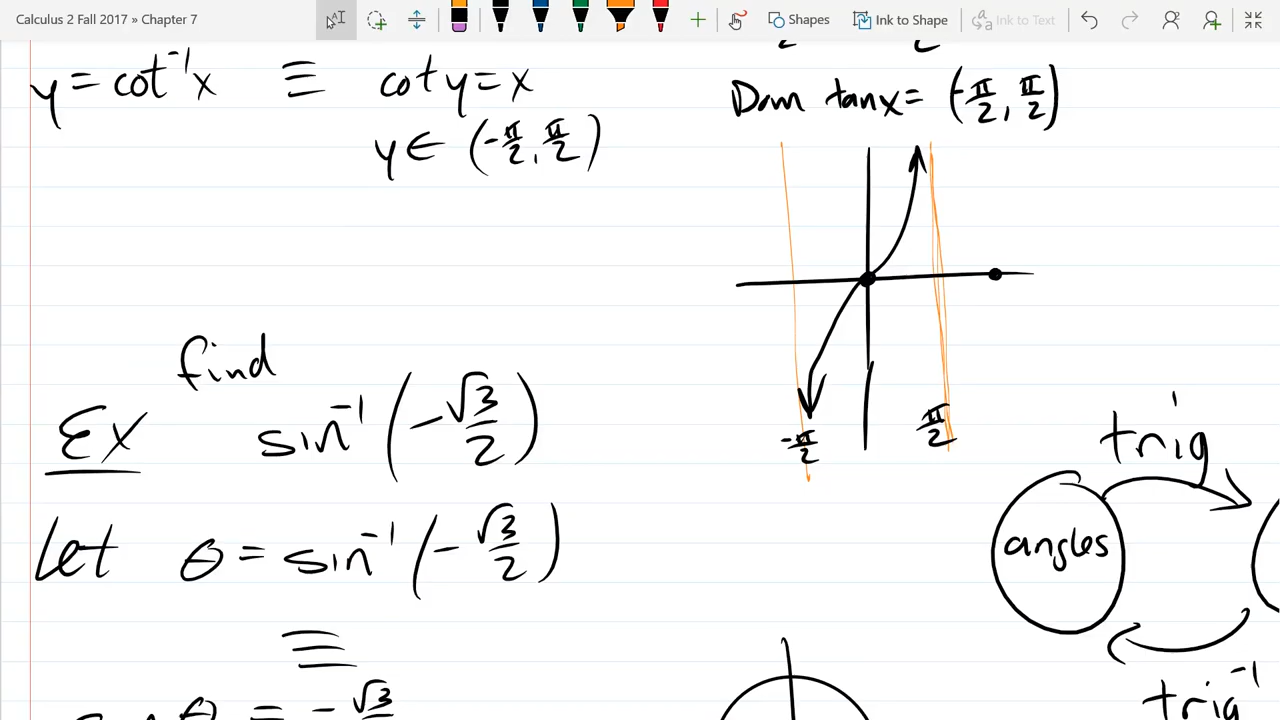 Calculus 2 Fall 2017 » Chapter 7
Shapes
Ink to Shape
Ink to Text
y = cot⁻¹x ≡ cot y = x
y ∈ (-π/2, π/2)
Dom tan x = (-π/2, π/2)
-π/2
π/2
find
Ex sin⁻¹(-√3/2)
Let θ = sin⁻¹(-√3/2)
≡
θ = -√3/
trig
angles
trig⁻¹